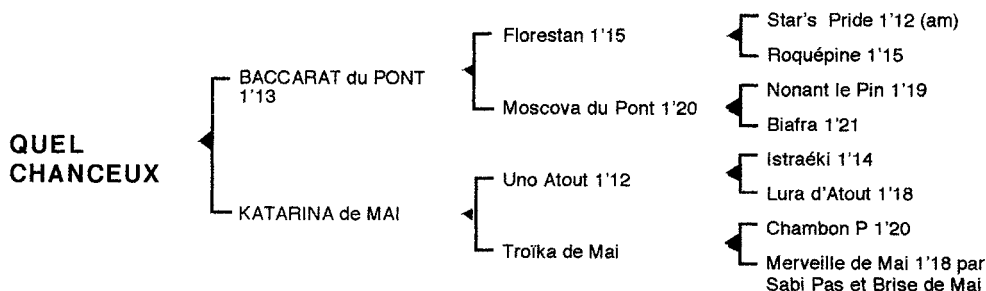 QUEL
CHANCEUX
BACCARAT du PONT
1'13
KATARINA de MAI
Florestan 1'15
Moscova du Pont 1'20
Uno Atout 1'12
Troïka de Mai
Star's Pride 1'12 (am)
Roquépine 1'15
Nonant le Pin 1'19
Biafra 1'21
Istraéki 1'14
Lura d'Atout 1'18
Chambon P 1'20
Merveille de Mai 1'18 par
Sabi Pas et Brise de Mai